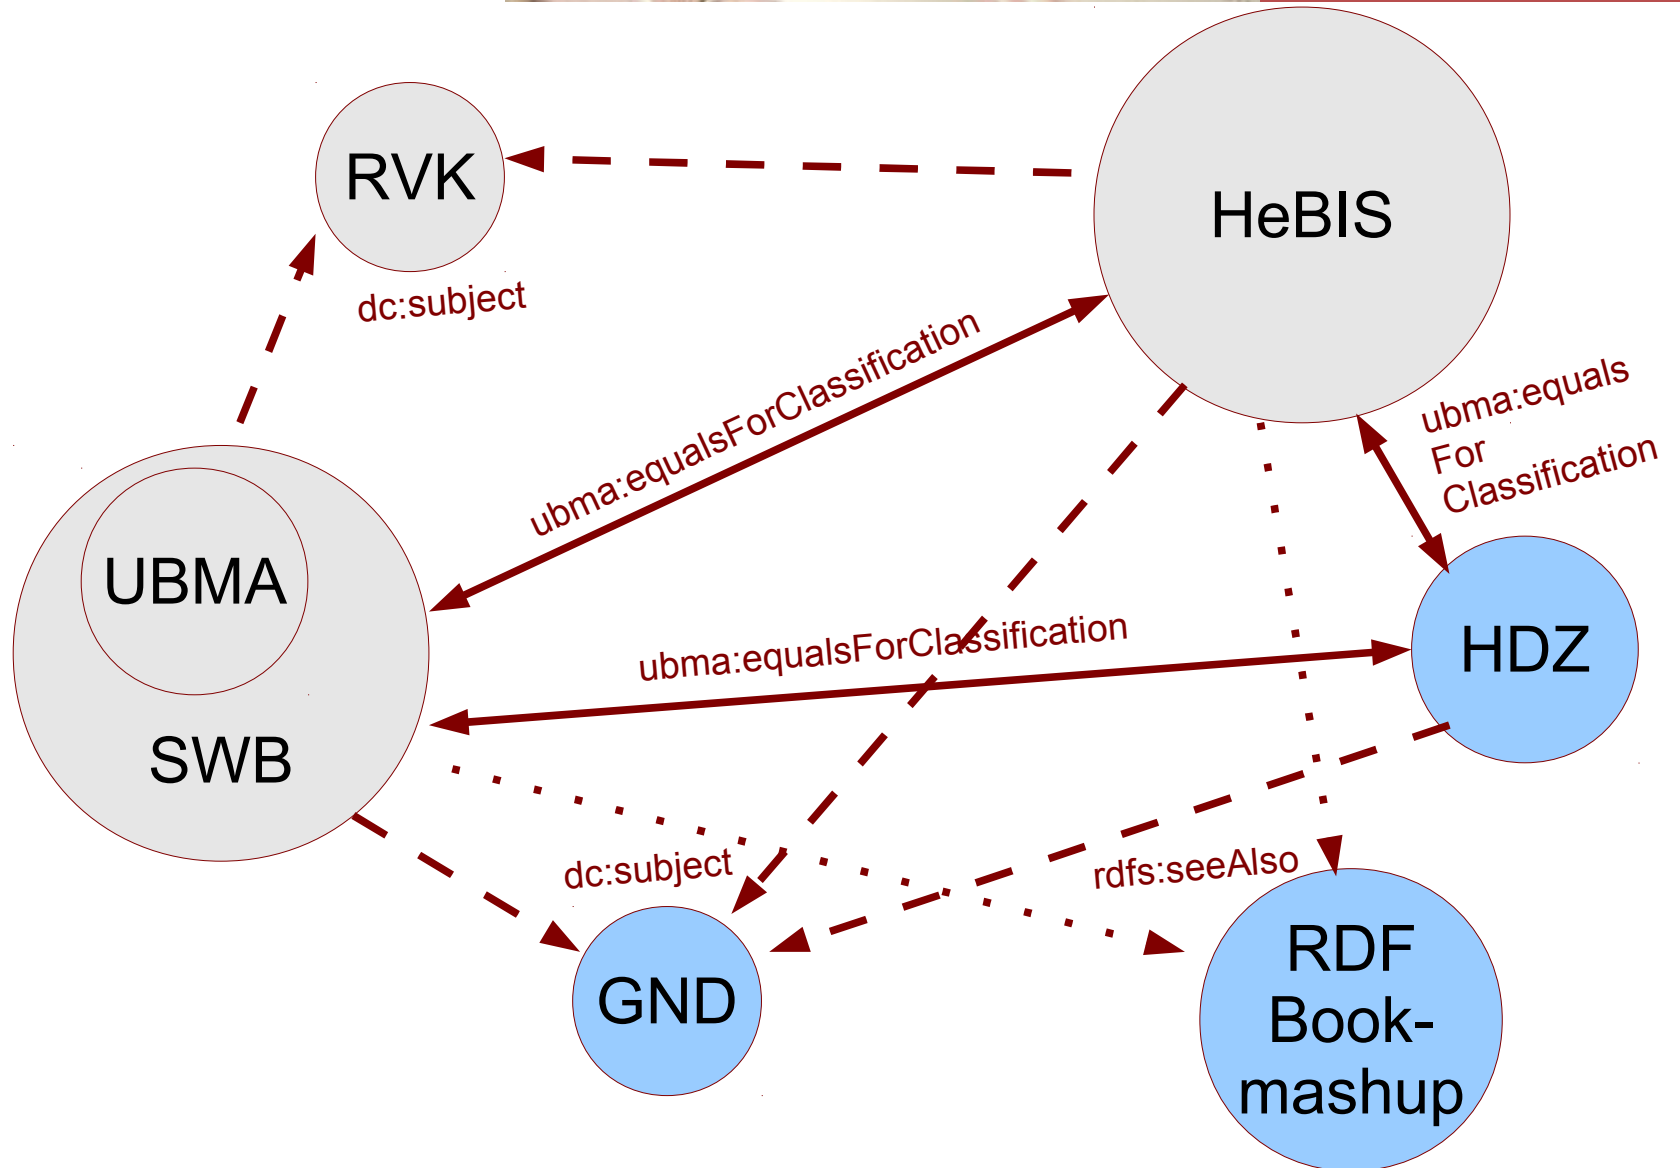 RVK
HeBIS
dc:subject
ubma:equalsForClassification
ubma:equals
For
Classification
UBMA
ubma:equalsForClassification
HDZ
SWB
dc:subject
rdfs:seeAlso
GND
RDF
Book-
mashup